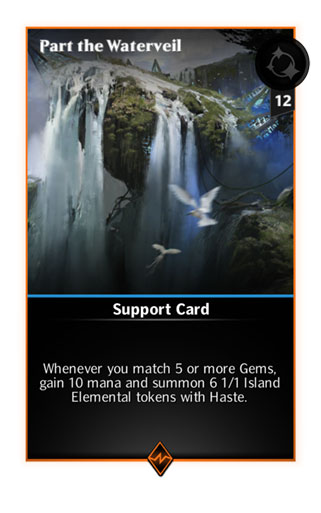 Part the Waterveil
12
Support Card
Whenever you match 5 or more Gems,
gain 10 mana and summon 6 1/1 Island
Elemental tokens with Haste.